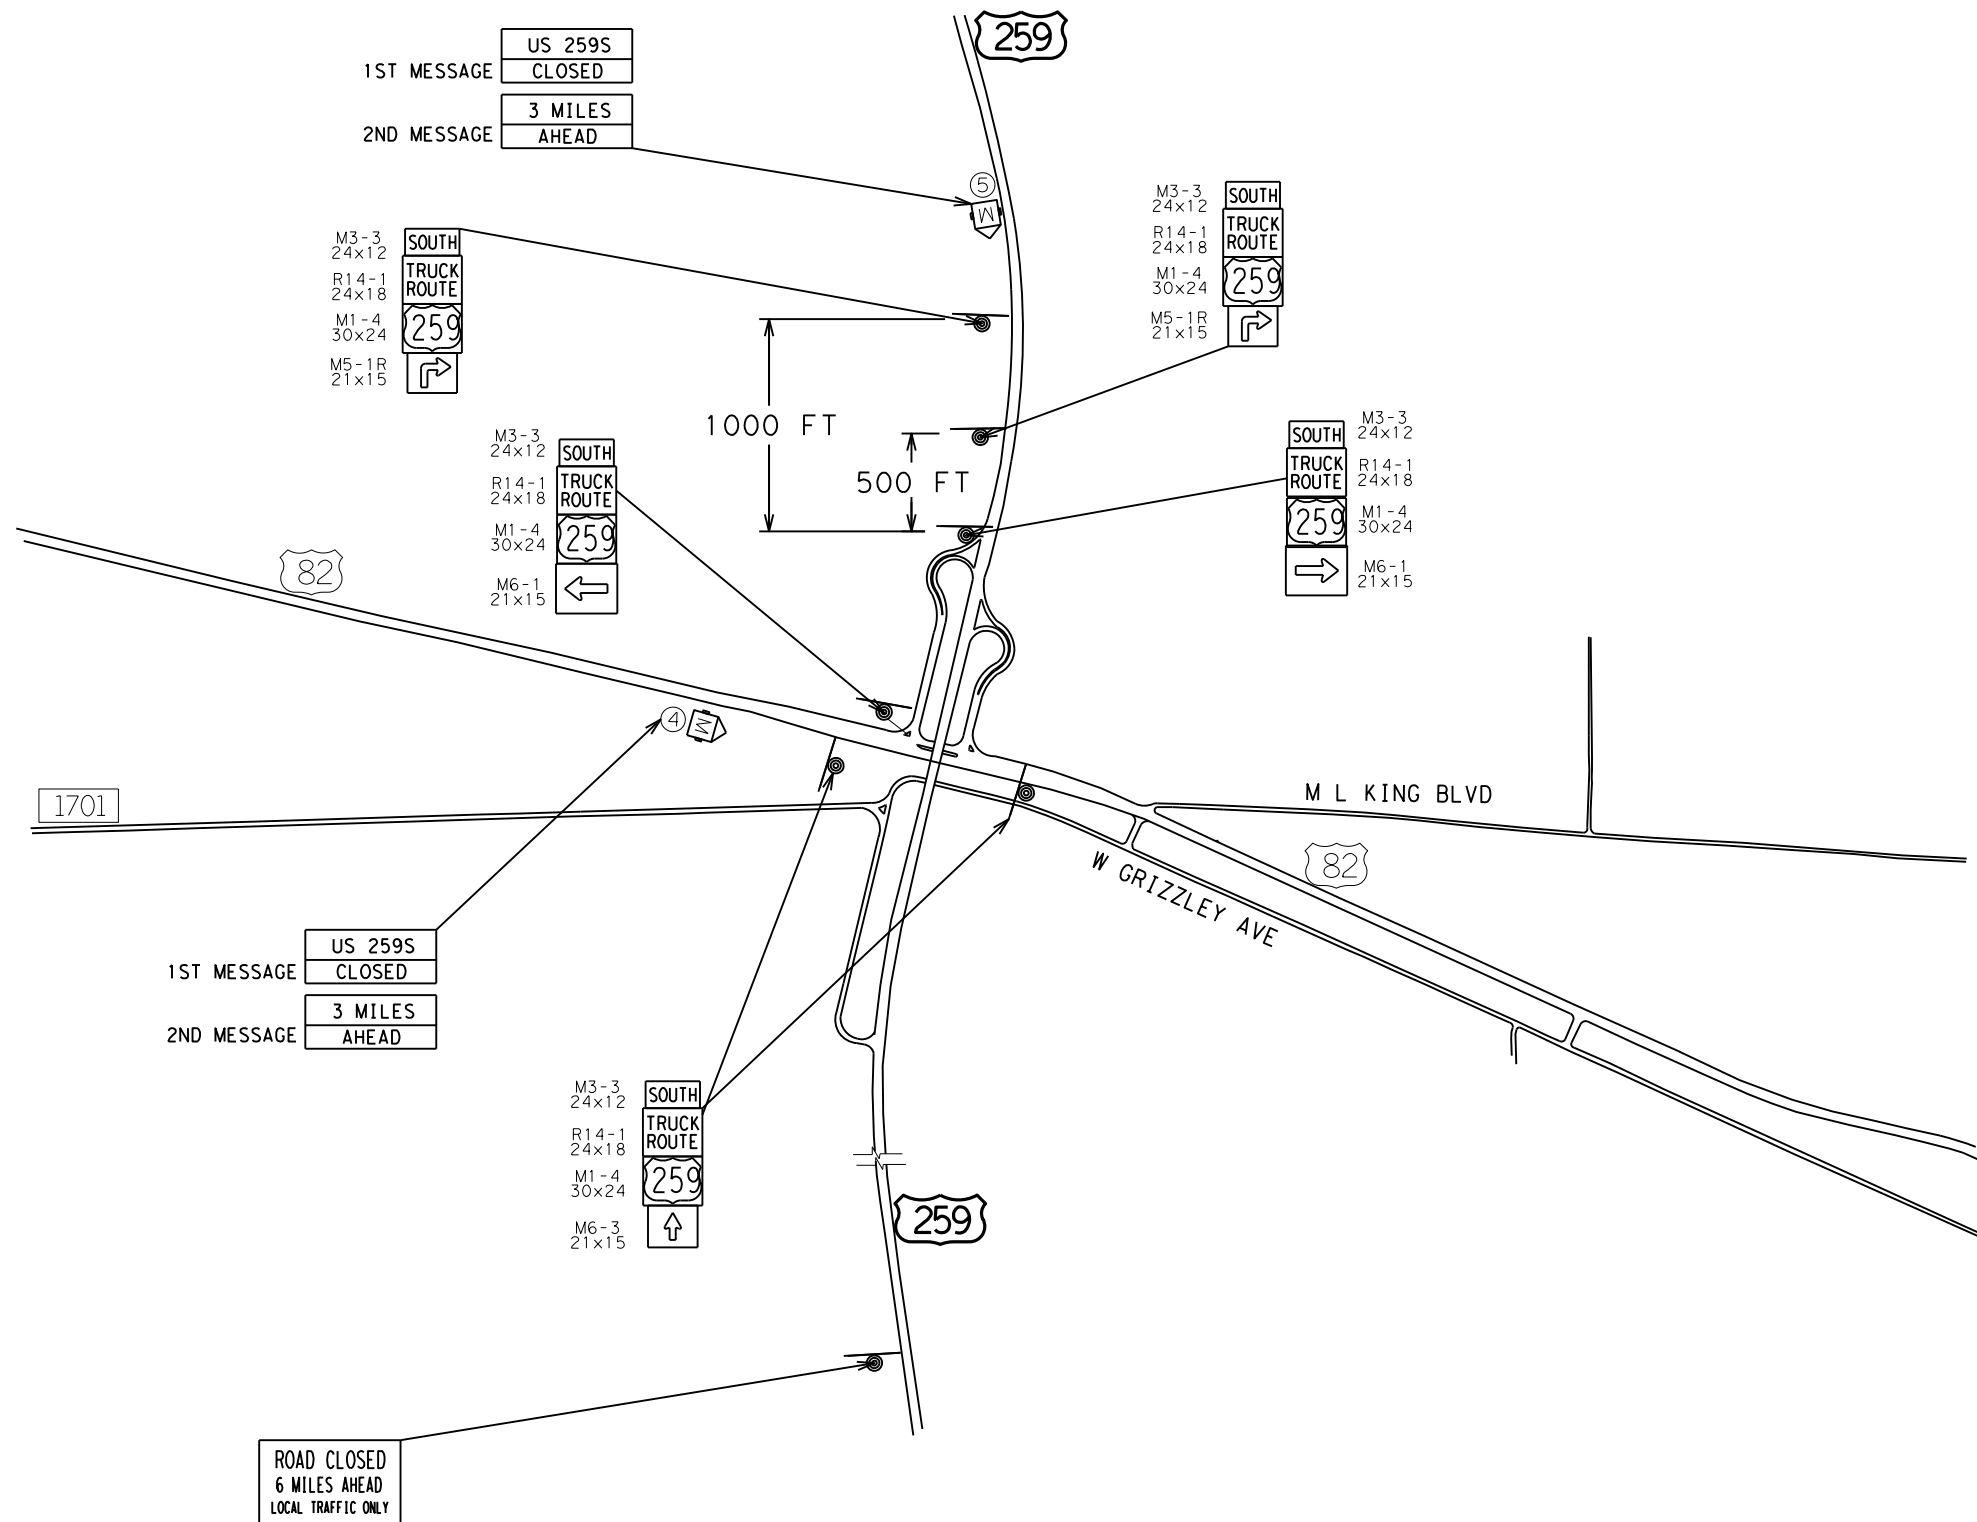 259
US 259S
1ST MESSAGE
CLOSED
3 MILES
2ND MESSAGE
AHEAD
5
M
M3-3
24x12
SOUTH
R14-1
24x18
TRUCK
ROUTE
M1-4
30x24
259
M5-1R
21x15
M3-3
24x12
SOUTH
R14-1
24x18
TRUCK
ROUTE
M1-4
30x24
259
M5-1R
21x15
1000 FT
500 FT
M3-3
24x12
SOUTH
R14-1
24x18
TRUCK
ROUTE
M1-4
30x24
259
M6-1
21x15
SOUTH
M3-3
24x12
TRUCK
ROUTE
R14-1
24x18
259
M1-4
30x24
M6-1
21x15
82
4
M
1701
M L KING BLVD
82
W GRIZZLEY AVE
US 259S
1ST MESSAGE
CLOSED
3 MILES
2ND MESSAGE
AHEAD
M3-3
24x12
SOUTH
R14-1
24x18
TRUCK
ROUTE
M1-4
30x24
259
M6-3
21x15
259
ROAD CLOSED
6 MILES AHEAD
LOCAL TRAFFIC ONLY